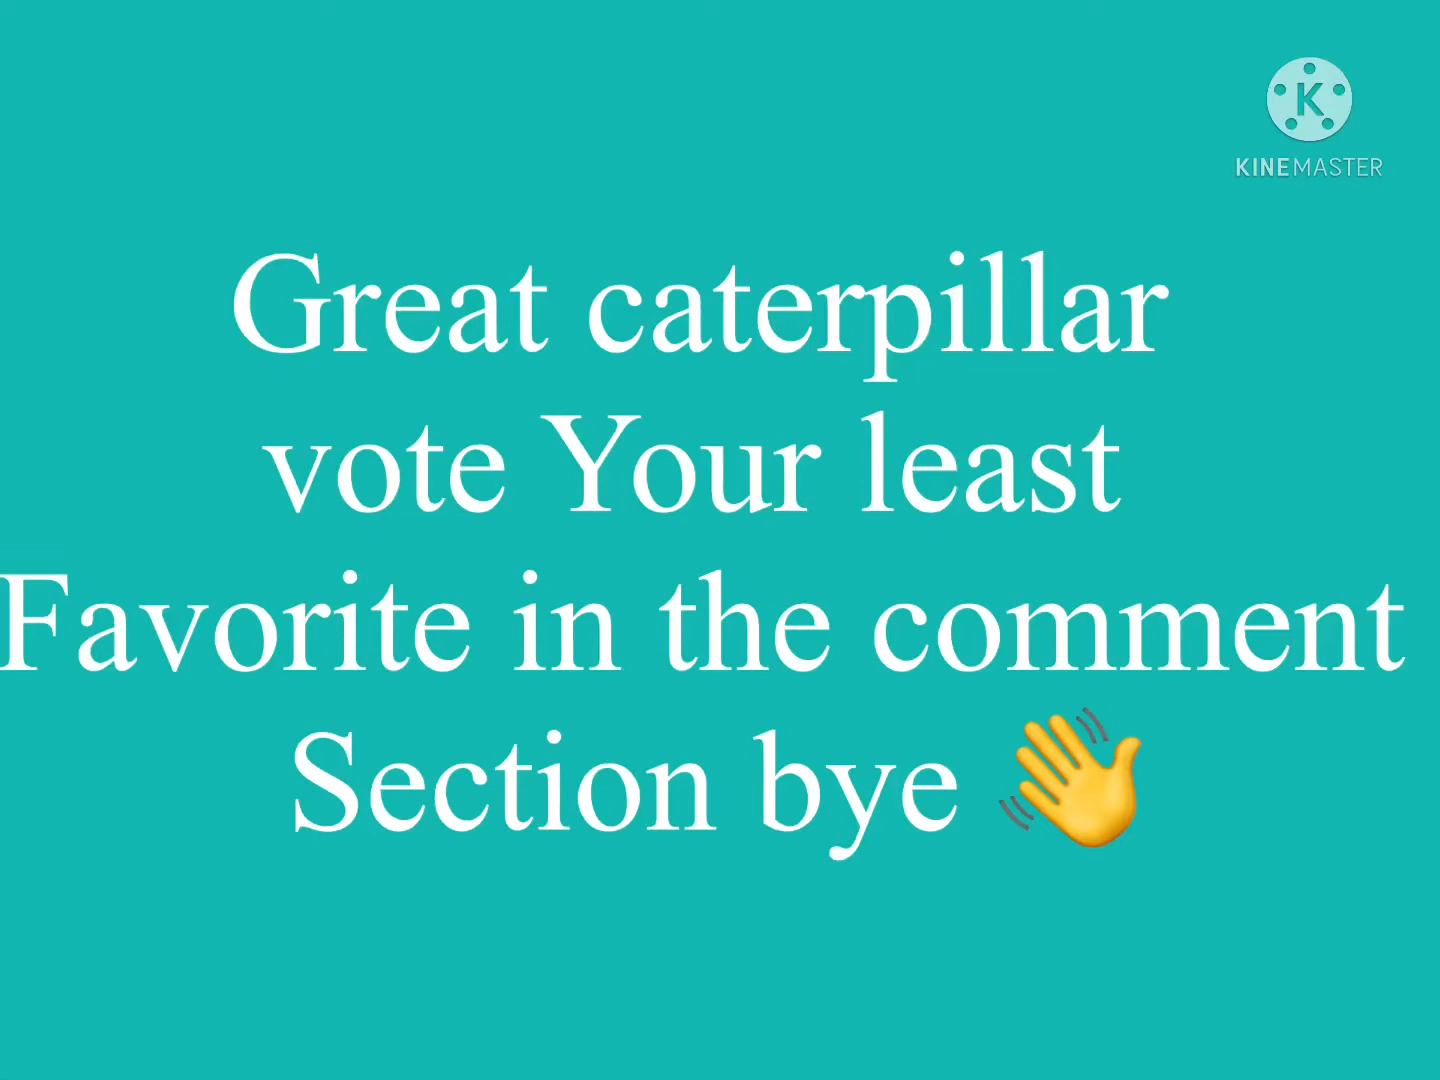 K
KINEMASTER
Great caterpillar
vote Your least
Favorite in the comment
Section bye 👋